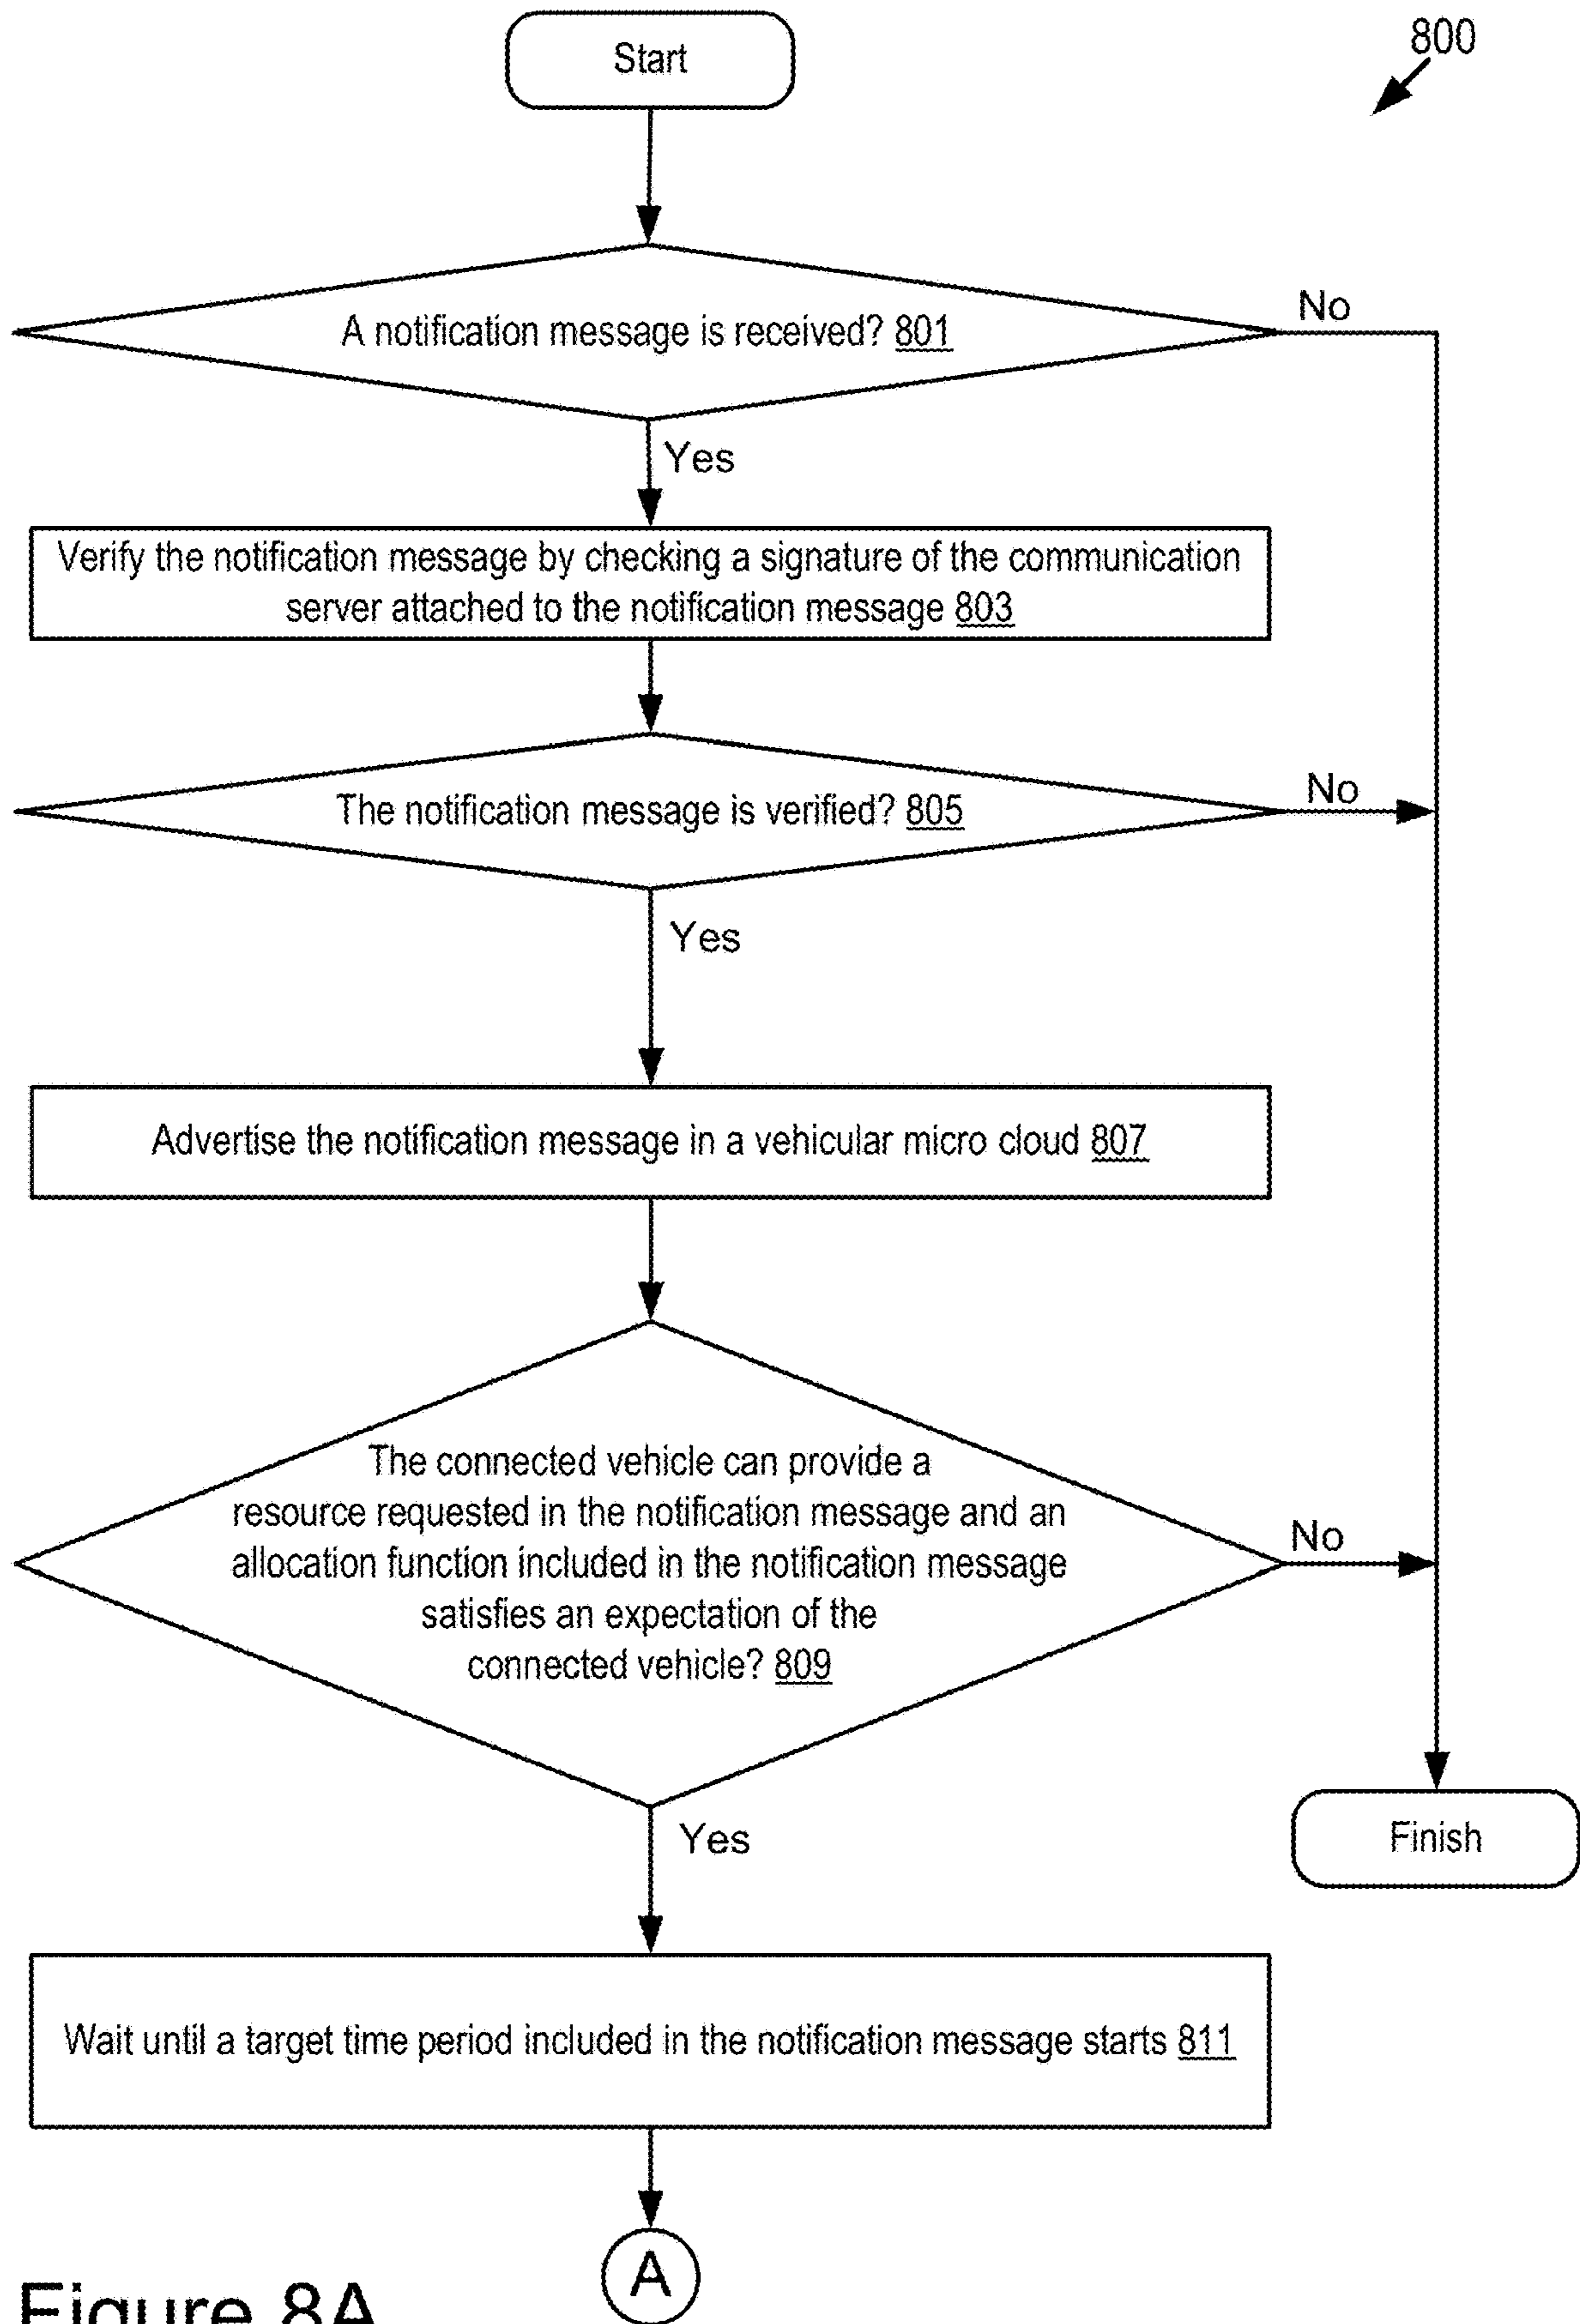 Start
800
A notification message is received? 801
No
Yes
Verify the notification message by checking a signature of the communication
server attached to the notification message 803
The notification message is verified? 805
No
Yes
Advertise the notification message in a vehicular micro cloud 807
The connected vehicle can provide a
resource requested in the notification message and an
allocation function included in the notification message
satisfies an expectation of the
connected vehicle? 809
No
Yes
Finish
Wait until a target time period included in the notification message starts 811
A
Figure 8A